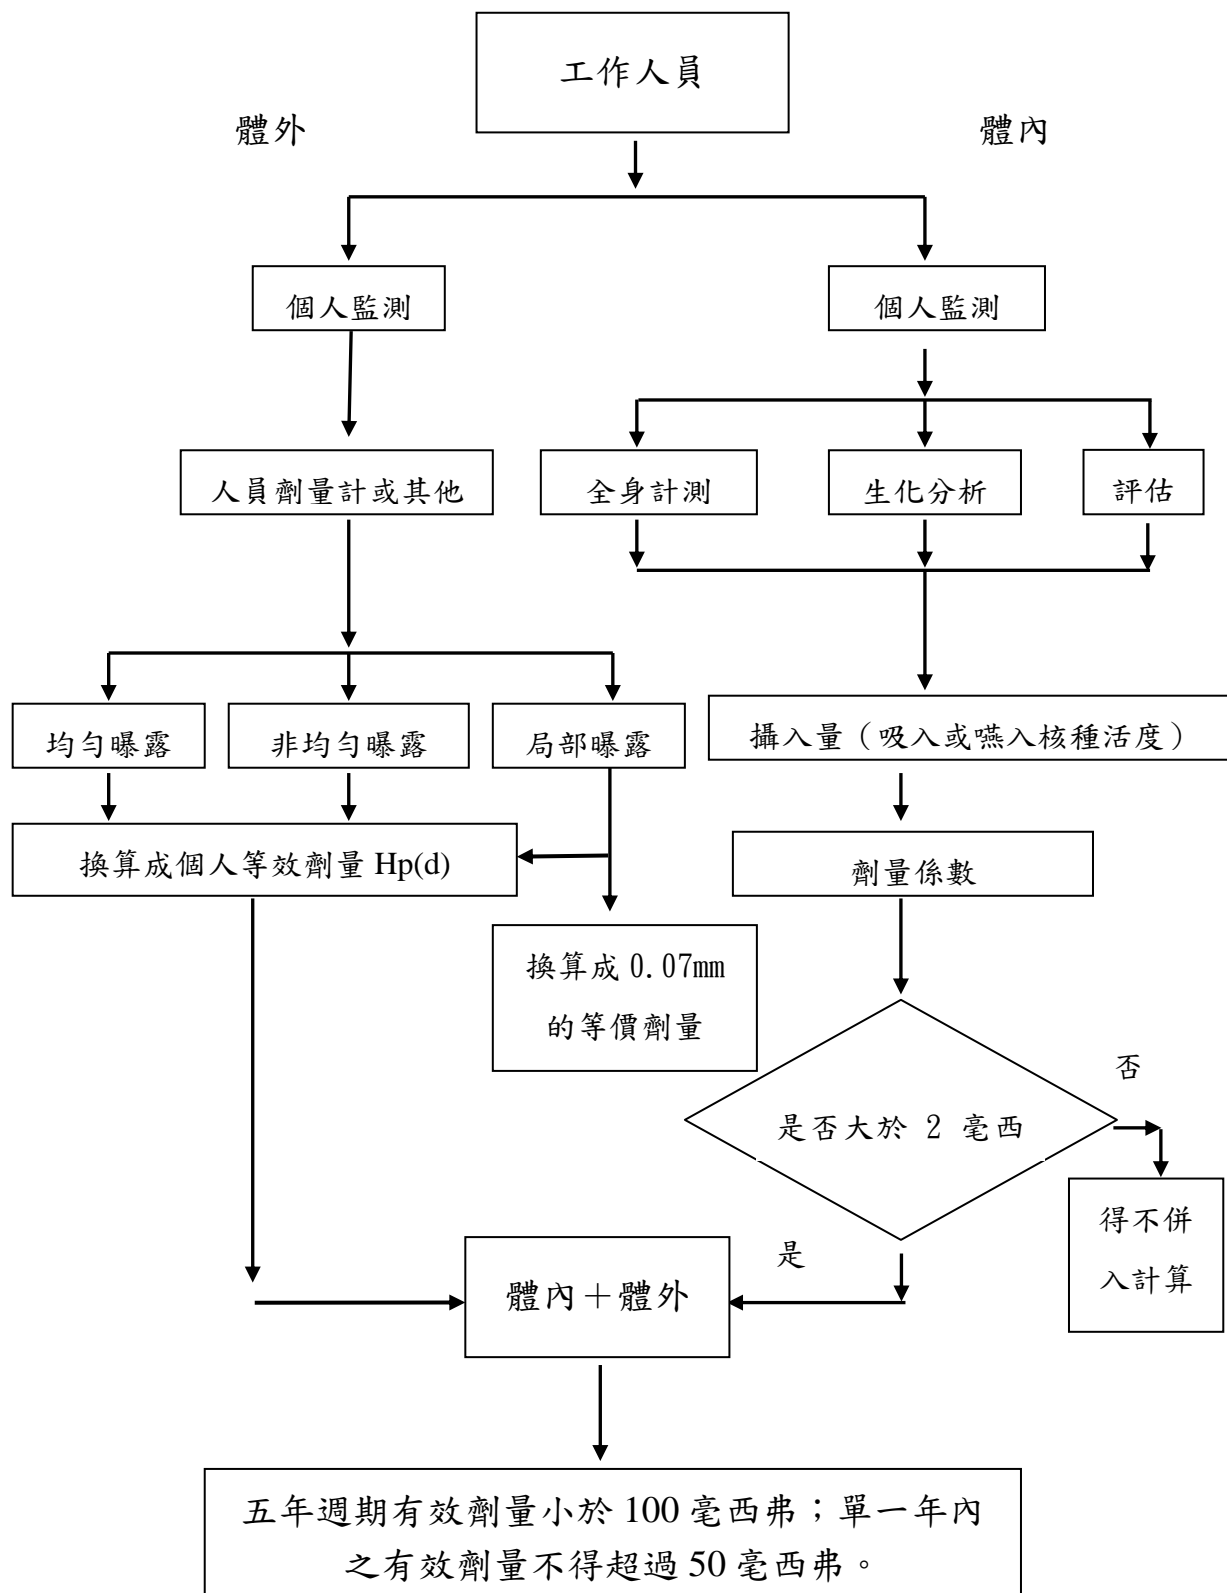 工作人員
體外
體內
個人監測
個人監測
人員劑量計或其他
全身計測
生化分析
評估
均勻曝露
非均勻曝露
局部曝露
攝入量（吸入或嚥入核種活度）
換算成個人等效劑量 Hp(d)
劑量係數
換算成 0.07mm
的等價劑量
否
是否大於 2 毫西
得不併
入計算
是
體內＋體外
五年週期有效劑量小於 100 毫西弗；單一年內
之有效劑量不得超過 50 毫西弗。